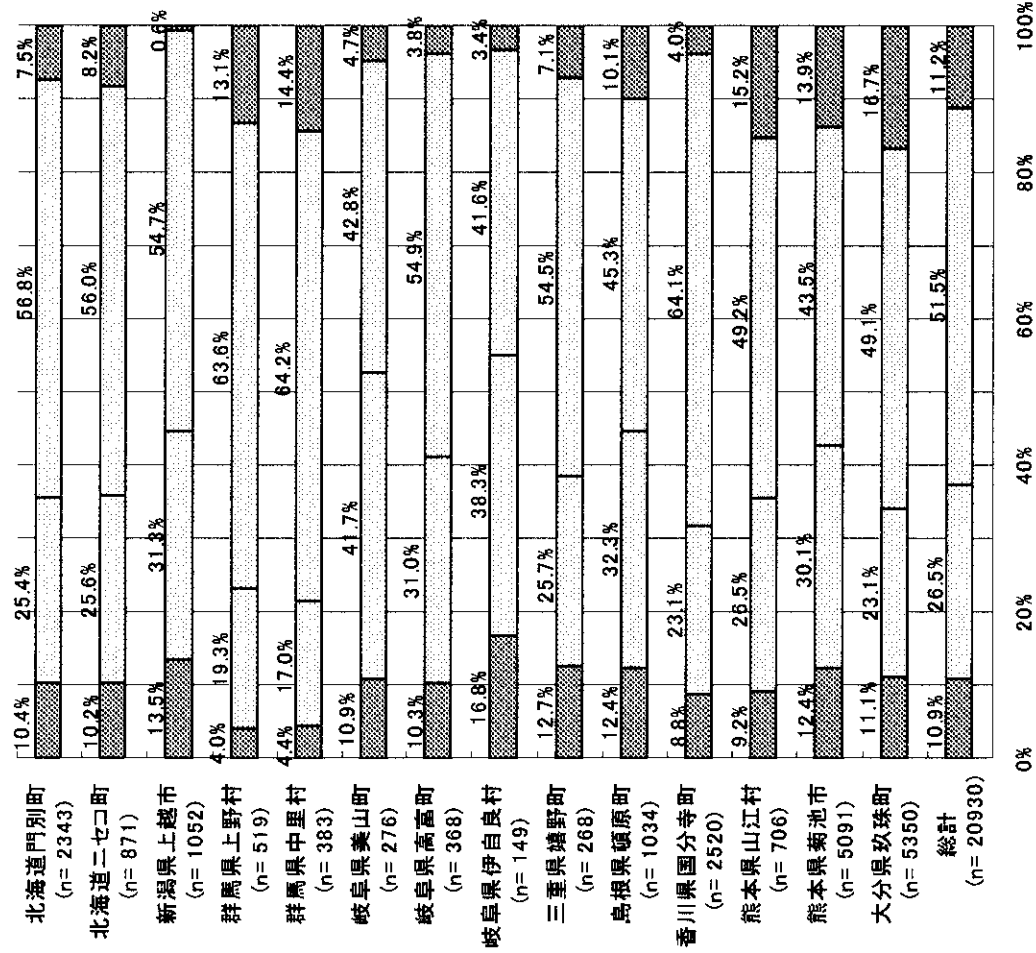 北海道門別町
(n= 2343)
10.4%
25.4%
56.8%
7.5%
北海道ニセコ町
(n= 871)
10.2%
25.6%
56.0%
8.2%
新潟県上越市
(n= 1052)
13.5%
31.3%
54.7%
0.6%
群馬県上野村
(n= 519)
4.0%
19.3%
63.6%
13.1%
群馬県中里村
(n= 383)
4.4%
17.0%
64.2%
14.4%
岐阜県美山町
(n= 276)
10.9%
41.7%
42.8%
4.7%
岐阜県高富町
(n= 368)
10.3%
31.0%
54.9%
3.8%
岐阜県伊自良村
(n= 149)
16.8%
38.3%
41.6%
3.4%
三重県嬉野町
(n= 268)
12.7%
25.7%
54.5%
7.1%
島根県頓原町
(n= 1034)
12.4%
32.3%
45.3%
10.1%
香川県国分寺町
(n= 2520)
8.8%
23.1%
64.1%
4.0%
熊本県山江村
(n= 706)
9.2%
26.5%
49.2%
15.2%
熊本県菊池市
(n= 5091)
12.4%
30.1%
43.5%
13.9%
大分県玖珠町
(n= 5350)
11.1%
23.1%
49.1%
16.7%
総計
(n= 20930)
10.9%
26.5%
51.5%
11.2%
0%
20%
40%
60%
80%
100%